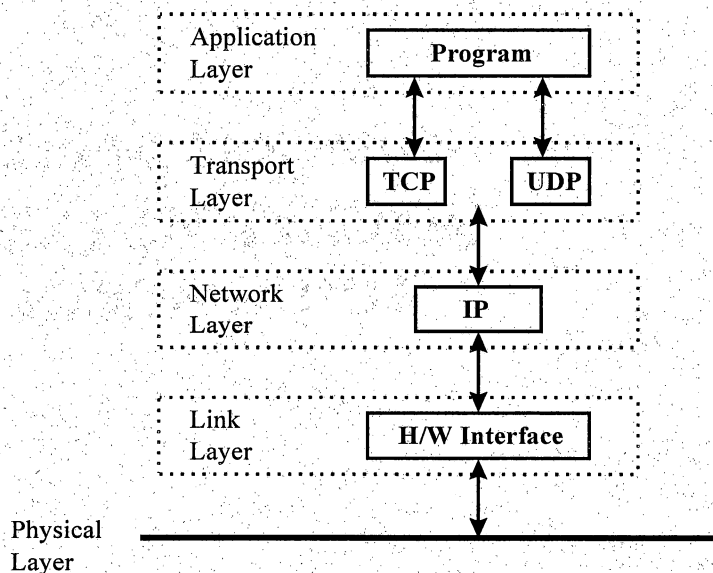 Application
Layer
Program
Transport
Layer
TCP
UDP
Network
Layer
IP
Link
Layer
H/W Interface
Physical
Layer